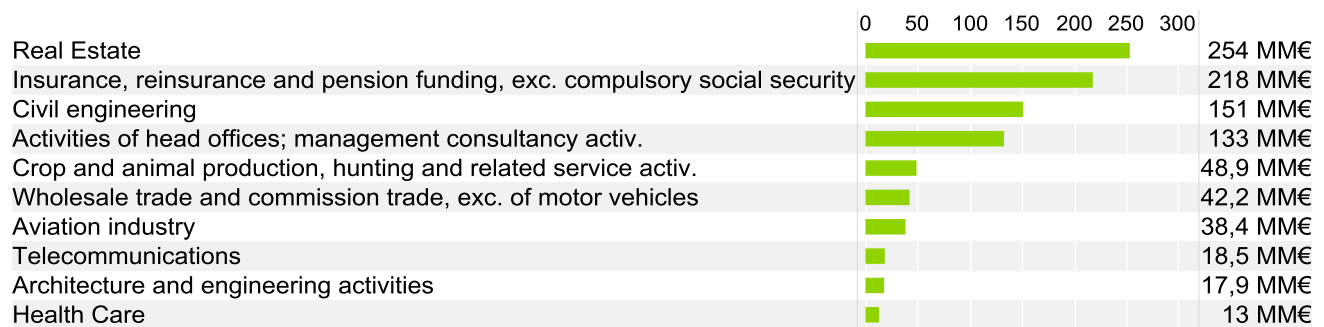 0 50 100 150 200 250 300
Real Estate 254 MM€
Insurance, reinsurance and pension funding, exc. compulsory social security 218 MM€
Civil engineering 151 MM€
Activities of head offices; management consultancy activ. 133 MM€
Crop and animal production, hunting and related service activ. 48,9 MM€
Wholesale trade and commission trade, exc. of motor vehicles 42,2 MM€
Aviation industry 38,4 MM€
Telecommunications 18,5 MM€
Architecture and engineering activities 17,9 MM€
Health Care 13 MM€